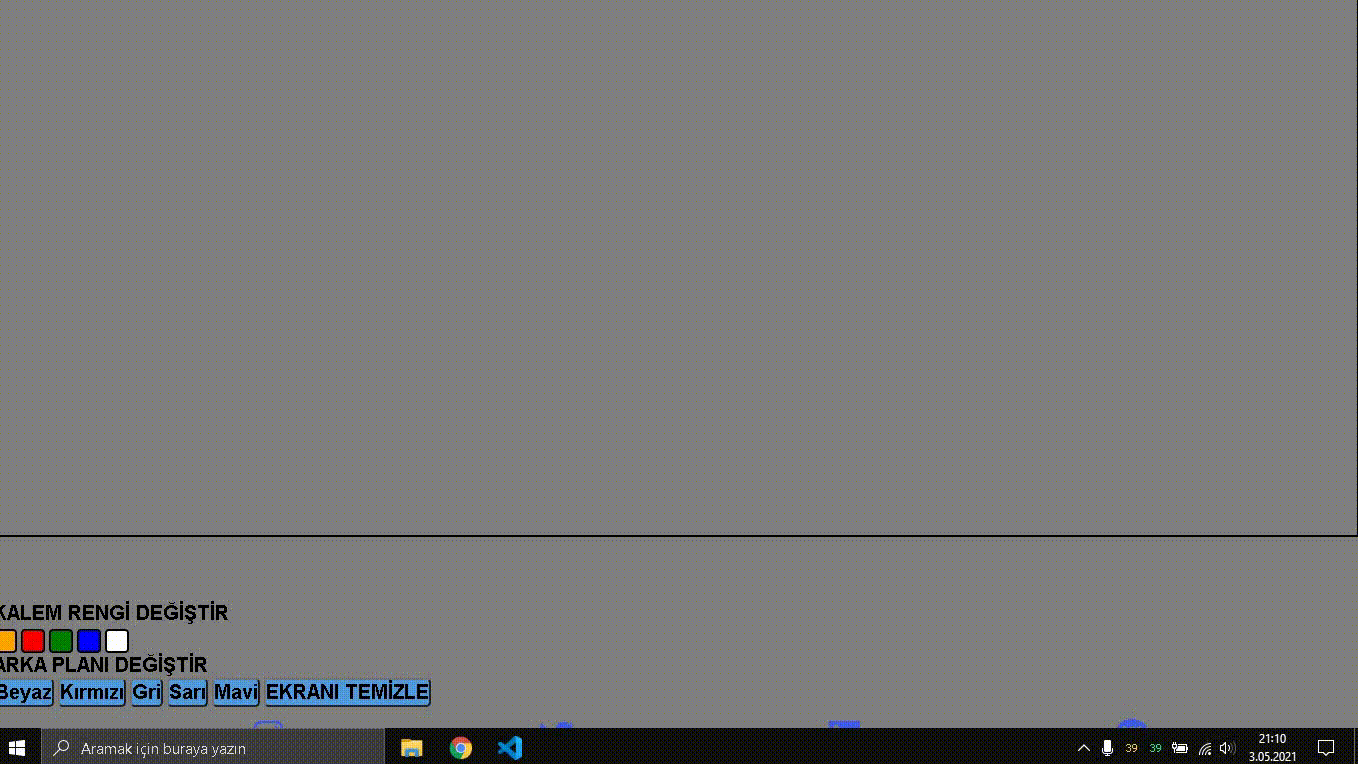 KALEM RENGİ DEĞİŞTİR
ARKA PLANI DEĞİŞTİR
Beyaz Kırmızı Gri Sarı Mavi EKRANI TEMİZLE
Aramak için buraya yazın
39 39
21:10
3.05.2021